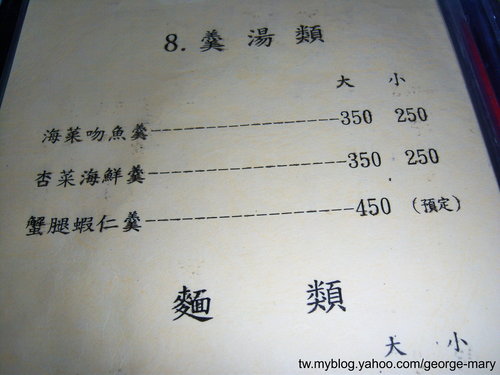 8. 羹湯類
大 小
海菜吻魚羹------------------350 250
杏菜海鮮羹-------------------350 250
蟹腿蝦仁羹-------------------450 (預定)
麵類
大 小
tw.myblog.yahoo.com/george-mary